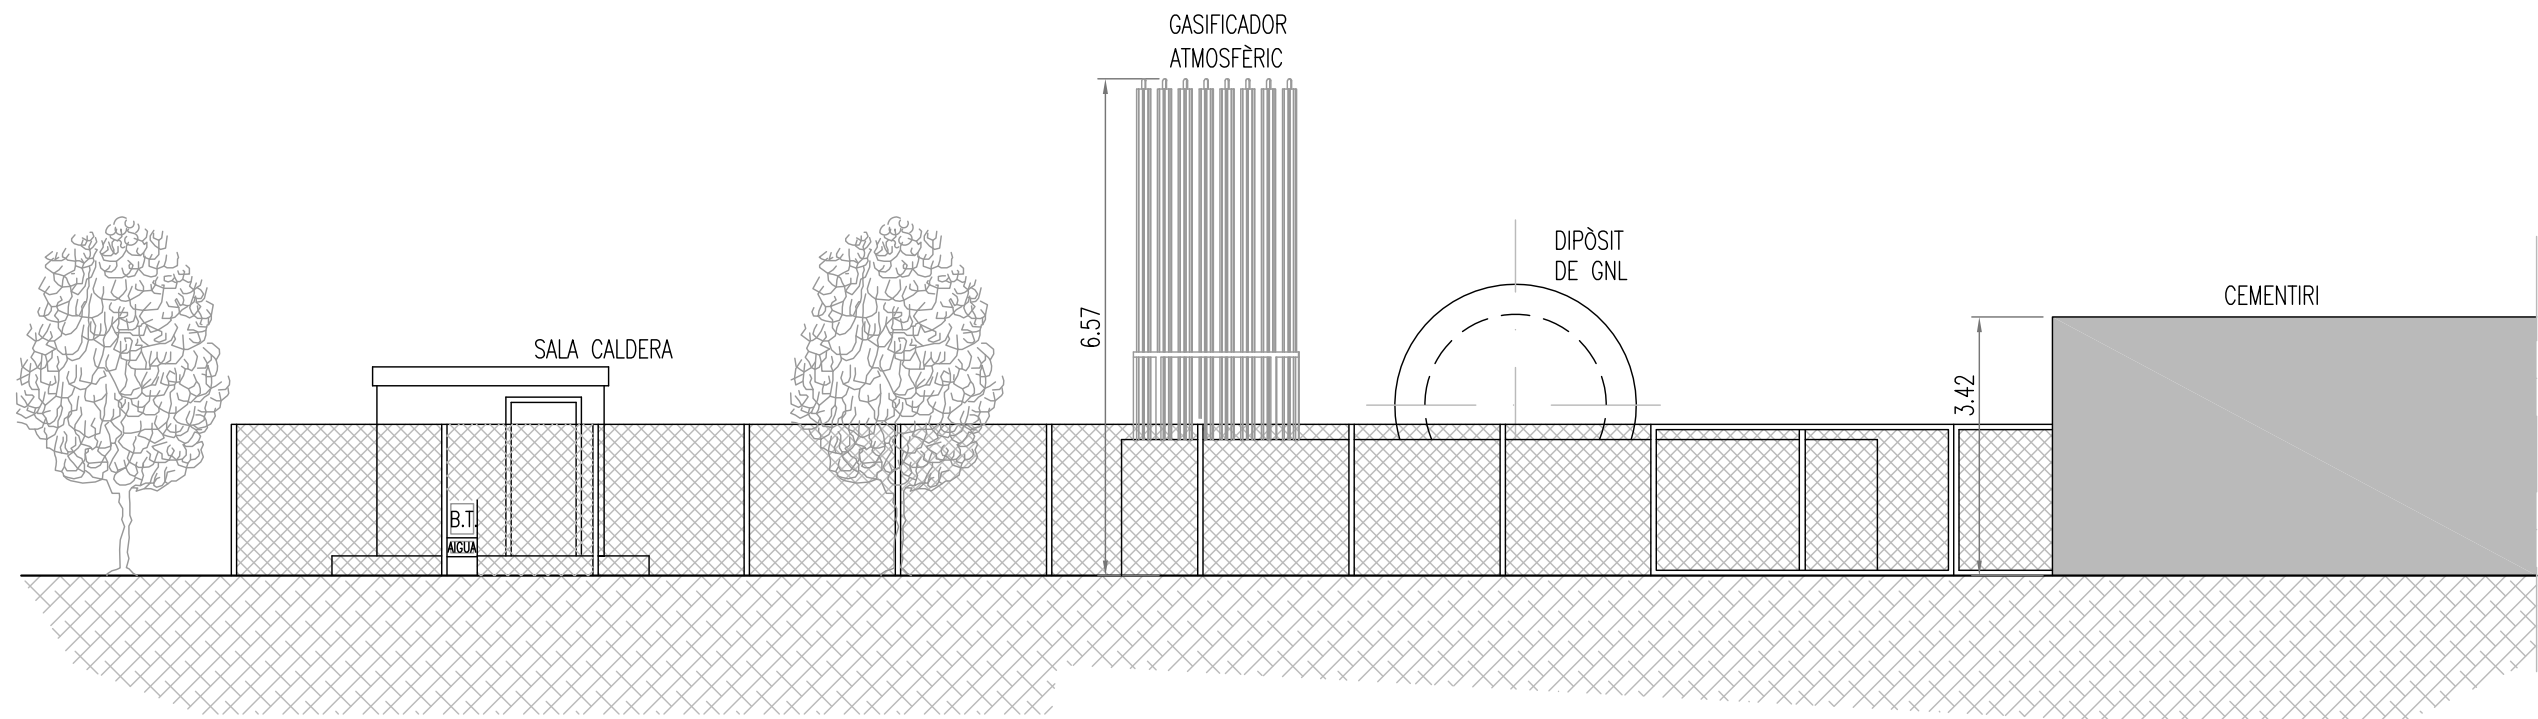 GASIFICADOR
ATMOSFÈRIC
6.57
DIPÒSIT
DE GNL
CEMENTIRI
3.42
SALA CALDERA
B.T.
AIGUA